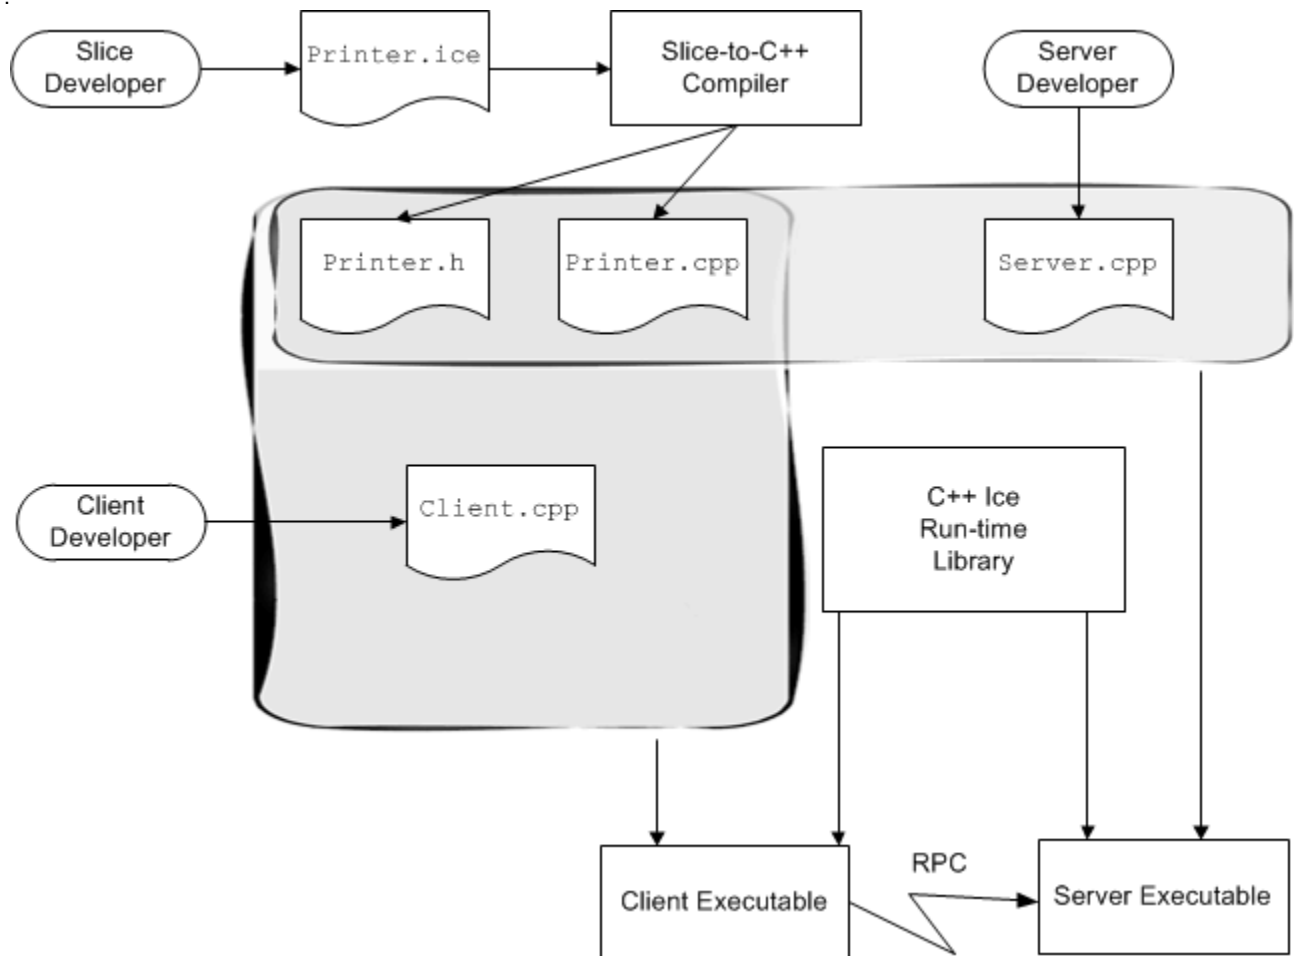 Slice
Developer
Printer.ice
Slice-to-C++
Compiler
Server
Developer
Printer.h
Printer.cpp
Server.cpp
Client
Developer
Client.cpp
C++ Ice
Run-time
Library
RPC
Client Executable
Server Executable